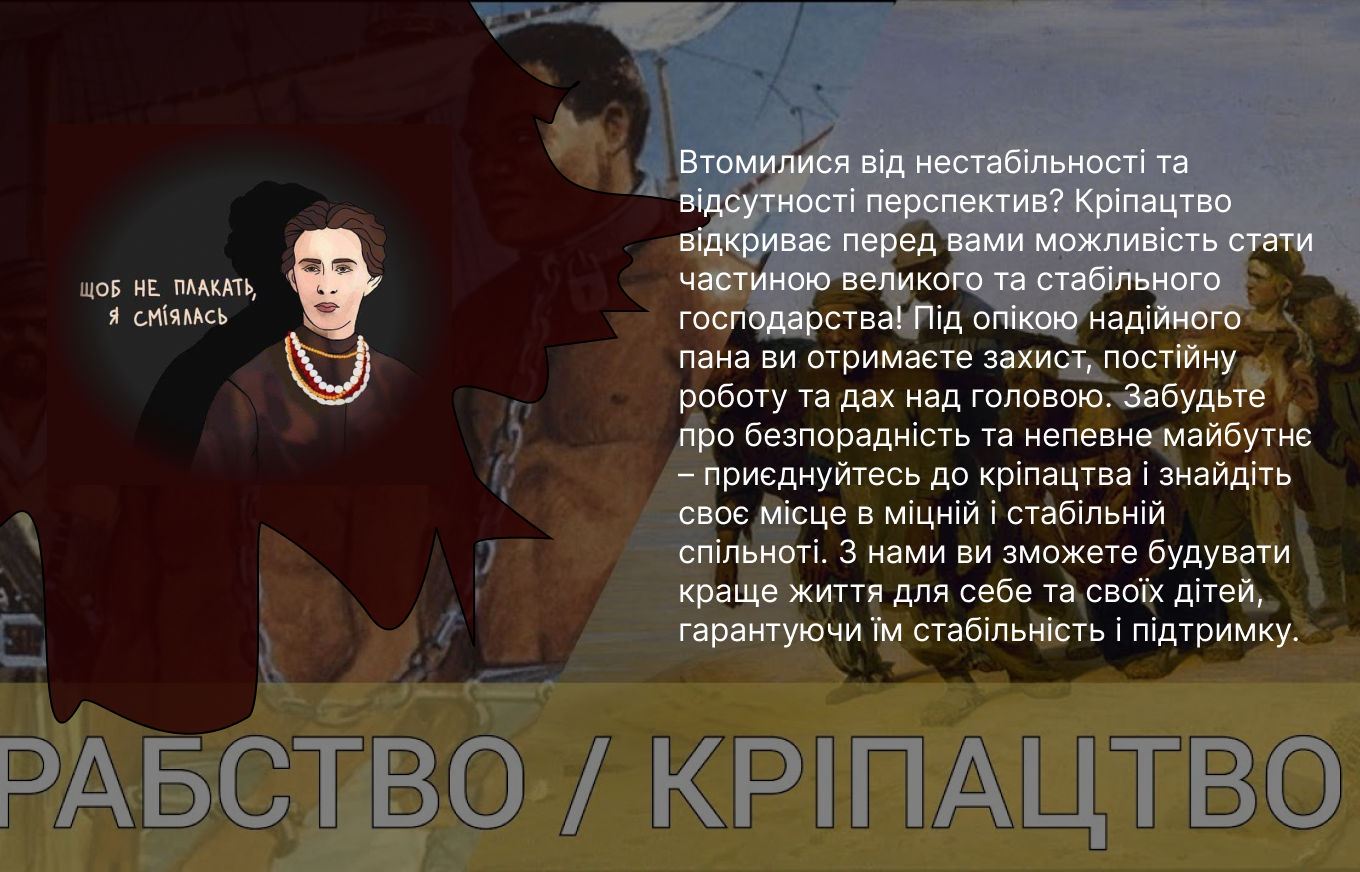 ЩОБ НЕ ПЛАКАТЬ,
Я СМІЯЛАСЬ
Втомилися від нестабільності та
відсутності перспектив? Кріпацтво
відкриває перед вами можливість стати
частиною великого та стабільного
господарства! Під опікою надійного
пана ви отримаєте захист, постійну
роботу та дах над головою. Забудьте
про безпорадність та непевне майбутнє
– приєднуйтесь до кріпацтва і знайдіть
своє місце в міцній і стабільній
спільноті. З нами ви зможете будувати
краще життя для себе та своїх дітей,
гарантуючи їм стабільність і підтримку.
РАБСТВО / КРІПАЦТВО